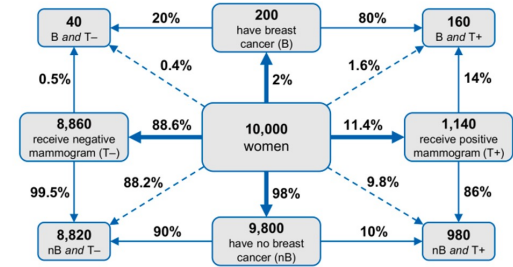 40
B and T–
20%
200
have breast
cancer (B)
80%
160
B and T+
0.4%
1.6%
0.5%
2%
14%
8,860
receive negative
mammogram (T–)
88.6%
10,000
women
11.4%
1,140
receive positive
mammogram (T+)
99.5%
88.2%
98%
9.8%
86%
8,820
nB and T–
90%
9,800
have no breast
cancer (nB)
10%
980
nB and T+